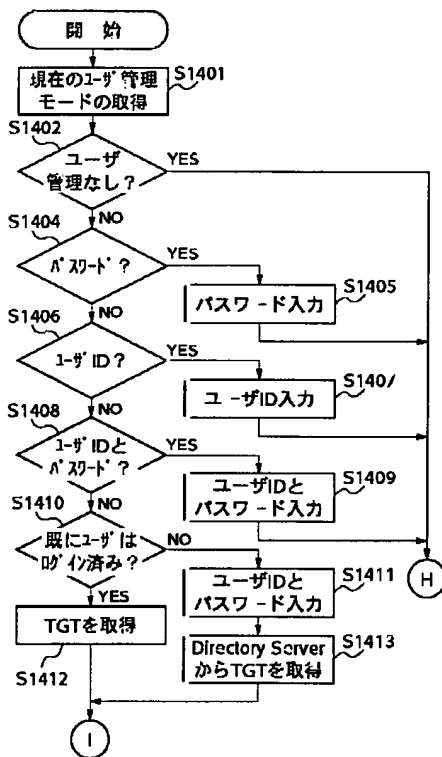 開 始
現在のﾕｰｻﾞ管理
モードの取得
S1401
S1402
ユーザ
管理なし?
YES
NO
S1404
ﾊﾟｽﾜｰﾄﾞ?
YES
NO
パスワード入力
S1405
S1406
ﾕｰｻﾞID?
YES
NO
ユーザID入力
S1407
S1408
ﾕｰｻﾞIDと
ﾊﾟｽﾜｰﾄﾞ?
YES
NO
ユーザIDと
パスワード入力
S1409
S1410
既にﾕｰｻﾞは
ﾛｸﾞｲﾝ済み?
NO
YES
ユーザIDと
パスワード入力
S1411
H
TGTを取得
S1412
Directory Server
からTGTを取得
S1413
I